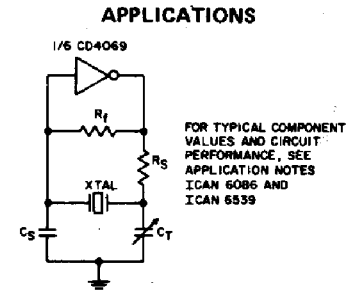 APPLICATIONS
1/6 CD4069
Rf
RS
XTAL
CS
CT
FOR TYPICAL COMPONENT
VALUES AND CIRCUIT
PERFORMANCE, SEE
APPLICATION NOTES
ICAN 6086 AND
ICAN 6539